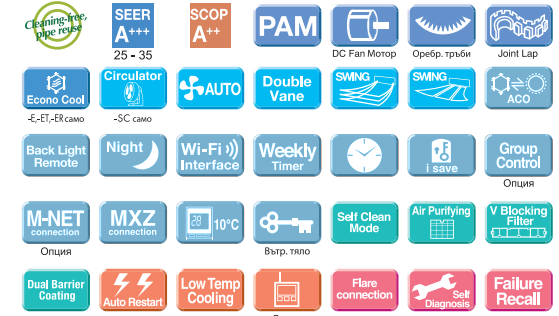 Cleaning-free,
pipe reuse
SEER
A+++
25 - 35
SCOP
A++
PAM
DC Fan Мотор
Оребр. тръби
Joint Lap
Econo Cool
-E,-ET,-ER само
Circulator
-SC само
AUTO
Double
Vane
SWING
SWING
ACO
Back Light
Remote
Night
Wi-Fi
Interface
Weekly
Timer
i save
Group
Control
Опция
M-NET
connection
Опция
MXZ
connection
10°C
Вътр. тяло
Self Clean
Mode
Air Purifying
V Blocking
Filter
Dual Barrier
Coating
Auto Restart
Low Temp
Cooling
Flare
connection
Self
Diagnosis
Failure
Recall